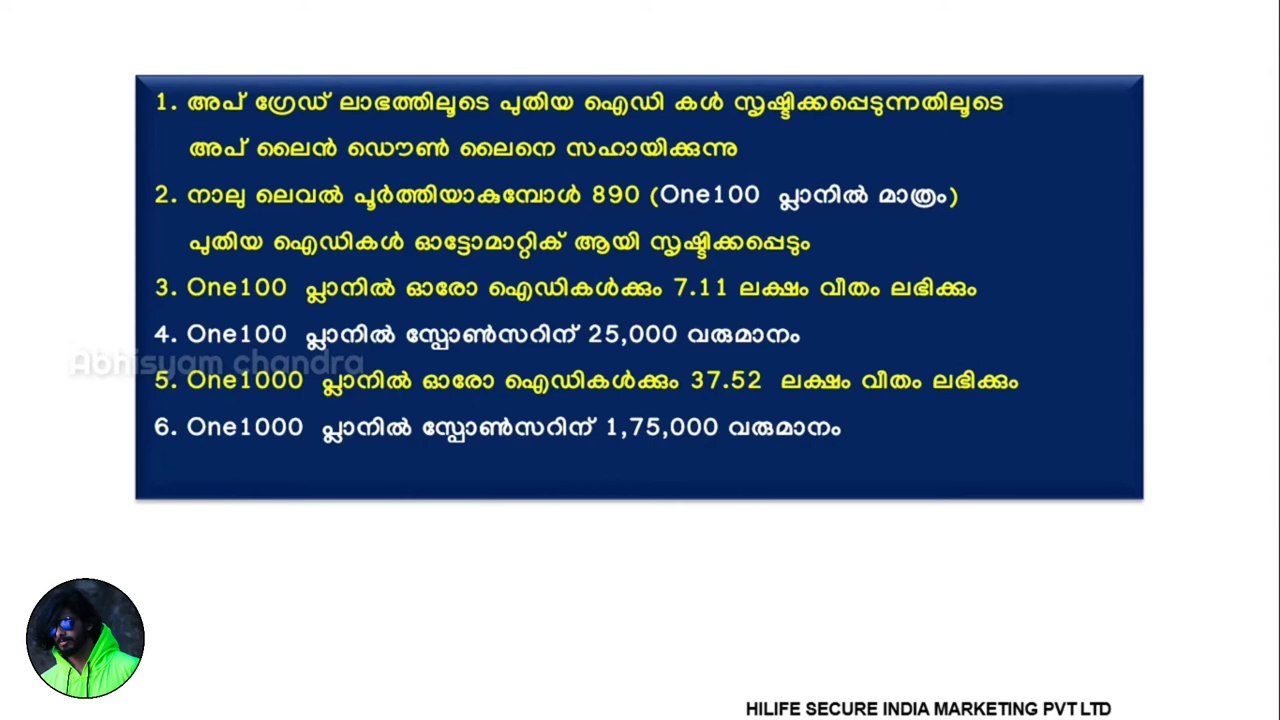 1. അപ് ഗ്രേഡ് ലാഭത്തിലൂടെ പുതിയ ഐഡി കൾ സൃഷ്ടിക്കപ്പെടുന്നതിലൂടെ
അപ് ലൈൻ ഡൌൺ ലൈനെ സഹായിക്കുന്നു
2. നാലു ലെവൽ പൂർത്തിയാകുമ്പോൾ 890 (One100 പ്ലാനിൽ മാത്രം)
പുതിയ ഐഡികൾ ഓട്ടോമാറ്റിക് ആയി സൃഷ്ടിക്കപ്പെടും
3. One100 പ്ലാനിൽ ഓരോ ഐഡികൾക്കും 7.11 ലക്ഷം വീതം ലഭിക്കും
4. One100 പ്ലാനിൽ സ്പോൺസറിന് 25,000 വരുമാനം
Abhisyam chandra
5. One1000 പ്ലാനിൽ ഓരോ ഐഡികൾക്കും 37.52 ലക്ഷം വീതം ലഭിക്കും
6. One1000 പ്ലാനിൽ സ്പോൺസറിന് 1,75,000 വരുമാനം
HILIFE SECURE INDIA MARKETING PVT LTD